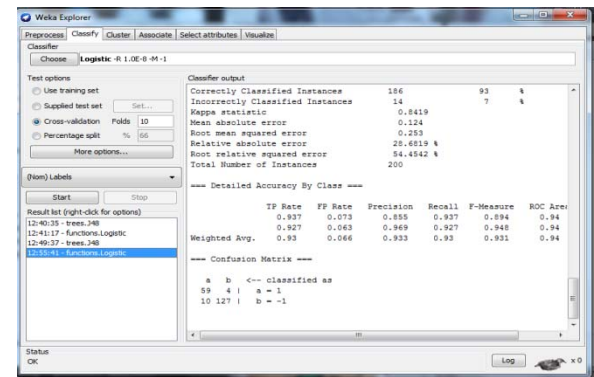 Weka Explorer
Preprocess Classify Cluster Associate Select attributes Visualize
Classifier
Choose Logistic -R 1.0E-8 -M -1
Test options
Use training set
Supplied test set Set...
Cross-validation Folds 10
Percentage split % 66
More options...
(Nom) Labels
Start Stop
Result list (right-click for options)
12:40:35 - trees.J48
12:41:17 - functions.Logistic
12:49:37 - trees.J48
12:55:41 - functions.Logistic
Classifier output
Correctly Classified Instances 186 93 %
Incorrectly Classified Instances 14 7 %
Kappa statistic 0.8419
Mean absolute error 0.124
Root mean squared error 0.253
Relative absolute error 28.6819 %
Root relative squared error 54.4542 %
Total Number of Instances 200
=== Detailed Accuracy By Class ===
TP Rate FP Rate Precision Recall F-Measure ROC Area
0.937 0.073 0.855 0.937 0.894 0.94
0.927 0.063 0.969 0.927 0.948 0.94
Weighted Avg. 0.93 0.066 0.933 0.93 0.931 0.94
=== Confusion Matrix ===
a b <-- classified as
59 4 | a = 1
10 127 | b = -1
Status
OK
Log x 0